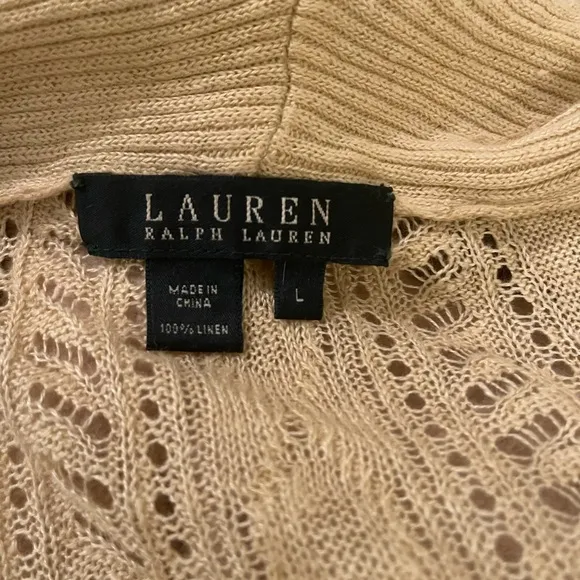 LAUREN
RALPH LAUREN
MADE IN
CHINA
100% LINEN
L